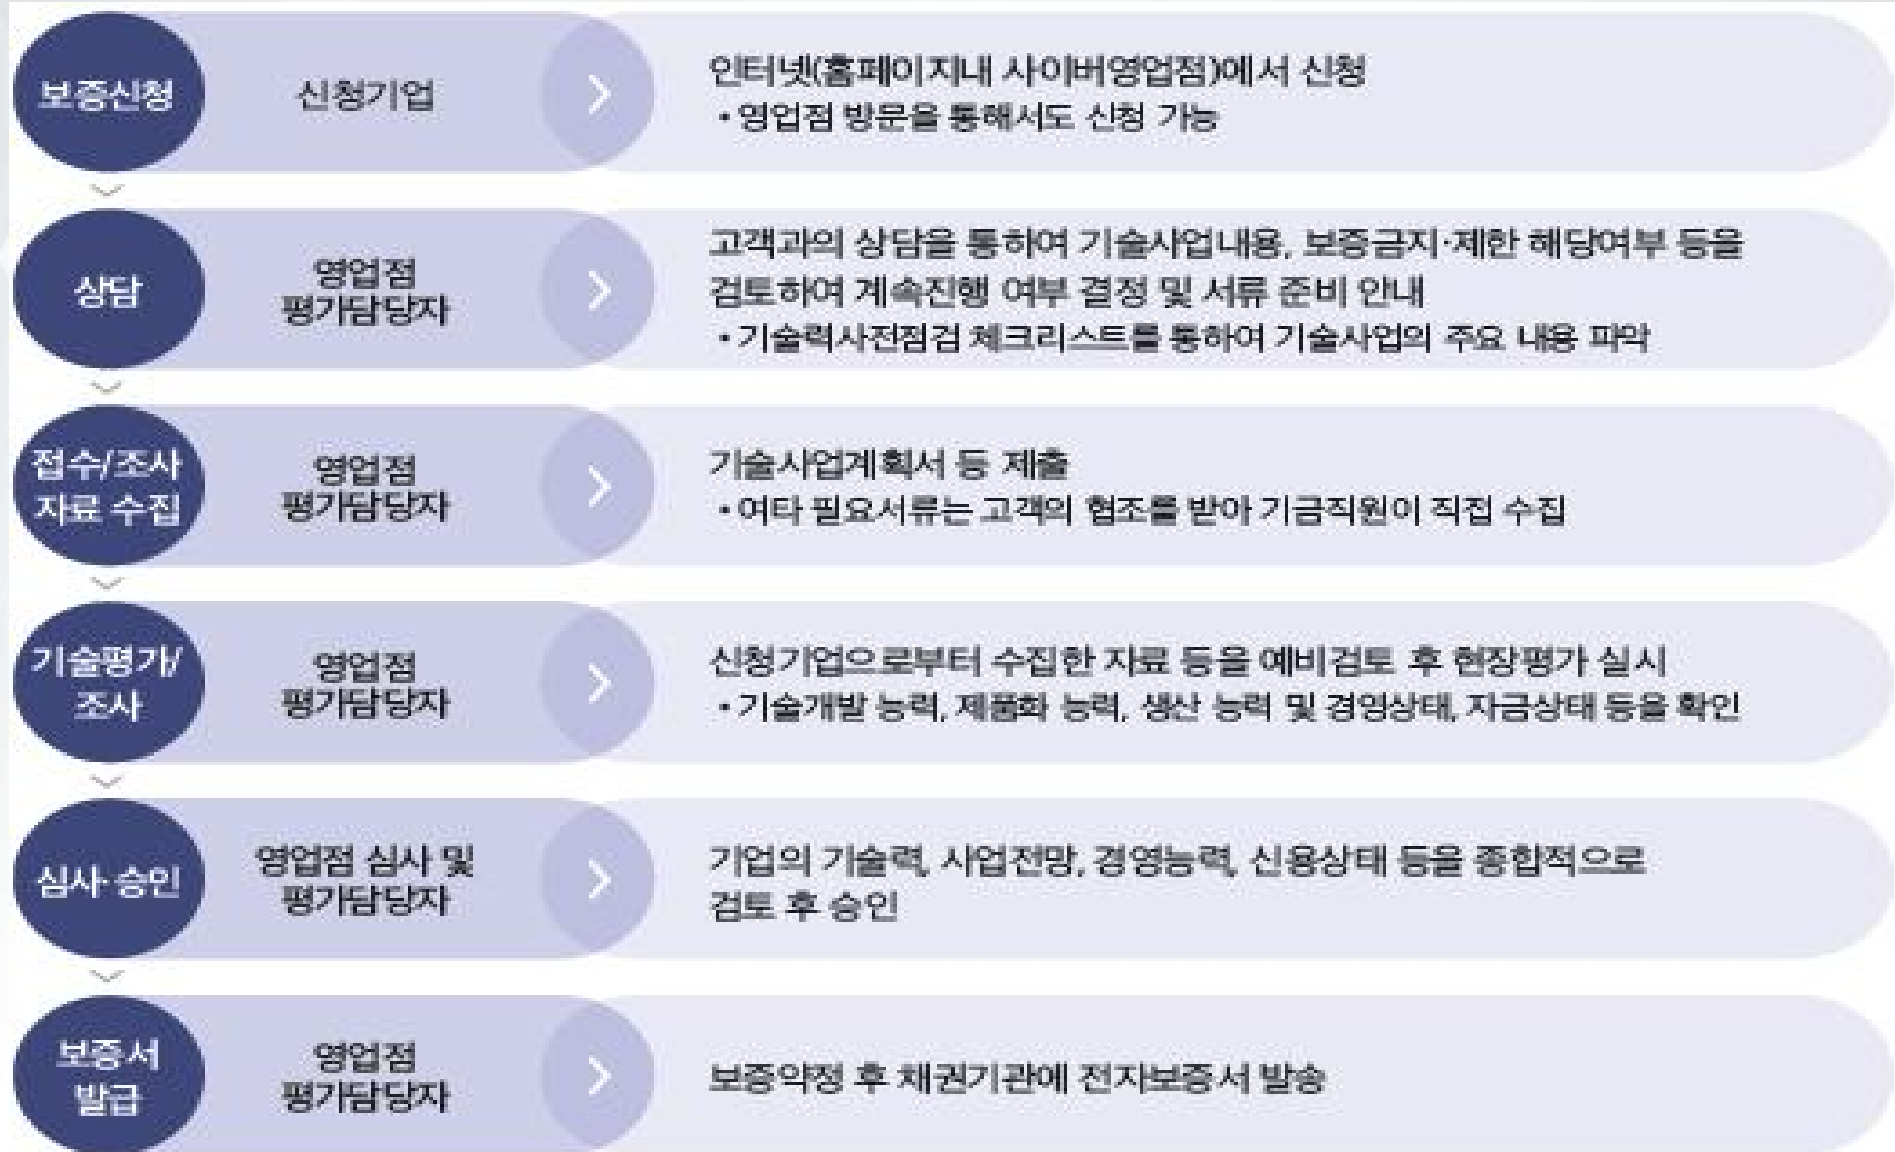 보증신청
신청기업
인터넷(홈페이지내 사이버영업점)에서 신청
• 영업점 방문을 통해서도 신청 가능
상담
영업점
평가담당자
고객과의 상담을 통하여 기술사업내용, 보증금지·제한 해당여부 등을
검토하여 계속진행 여부 결정 및 서류 준비 안내
• 기술력사전점검 체크리스트를 통하여 기술사업의 주요 내용 파악
접수/조사
자료 수집
영업점
평가담당자
기술사업계획서 등 제출
• 여타 필요서류는 고객의 협조를 받아 기금직원이 직접 수집
기술평가/
조사
영업점
평가담당자
신청기업으로부터 수집한 자료 등을 예비검토 후 현장평가 실시
• 기술개발 능력, 제품화 능력, 생산 능력 및 경영상태, 자금상태 등을 확인
심사·승인
영업점 심사 및
평가담당자
기업의 기술력, 사업전망, 경영능력, 신용상태 등을 종합적으로
검토 후 승인
보증서
발급
영업점
평가담당자
보증약정 후 채권기관에 전자보증서 발송